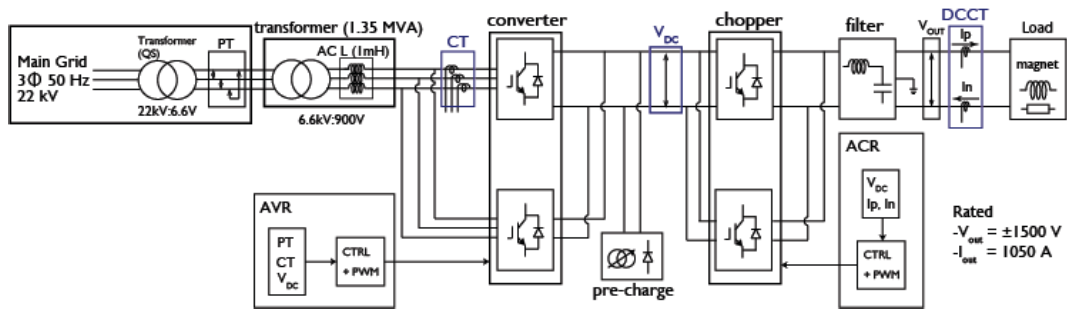 Main Grid
3Φ 50 Hz
22 kV
Transformer
(QS)
22kV:6.6V
PT
transformer (1.35 MVA)
AC L (1mH)
6.6kV:900V
CT
converter
V_DC
chopper
filter
V_OUT
DCCT
Ip
In
Load
magnet
AVR
PT
CT
V_DC
CTRL
+ PWM
pre-charge
ACR
V_DC
Ip, In
CTRL
+ PWM
Rated
-V_out = ±1500 V
-I_out = 1050 A